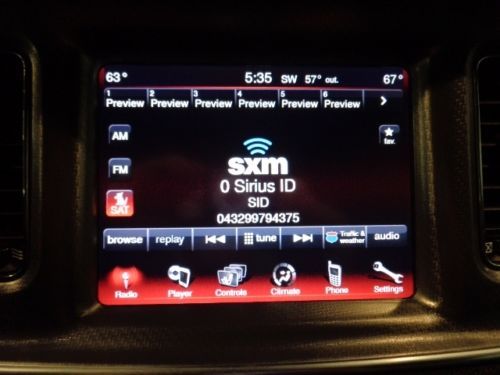 63° 5:35 SW 57° out. 67°
1 2 3 4 5 6
Preview Preview Preview Preview Preview Preview >
AM
fav.
sxm
FM
0 Sirius ID
SID
SAT
043299794375
browse replay tune Traffic & weather audio
Radio Player Controls Climate Phone Settings